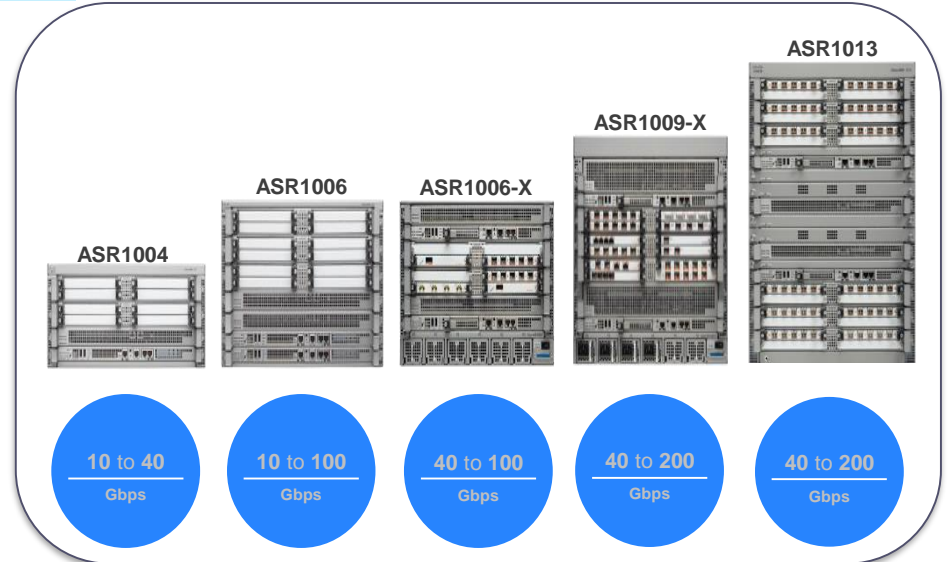 ASR1013
ASR1009-X
ASR1006
ASR1006-X
ASR1004
10 to 40
Gbps
10 to 100
Gbps
40 to 100
Gbps
40 to 200
Gbps
40 to 200
Gbps